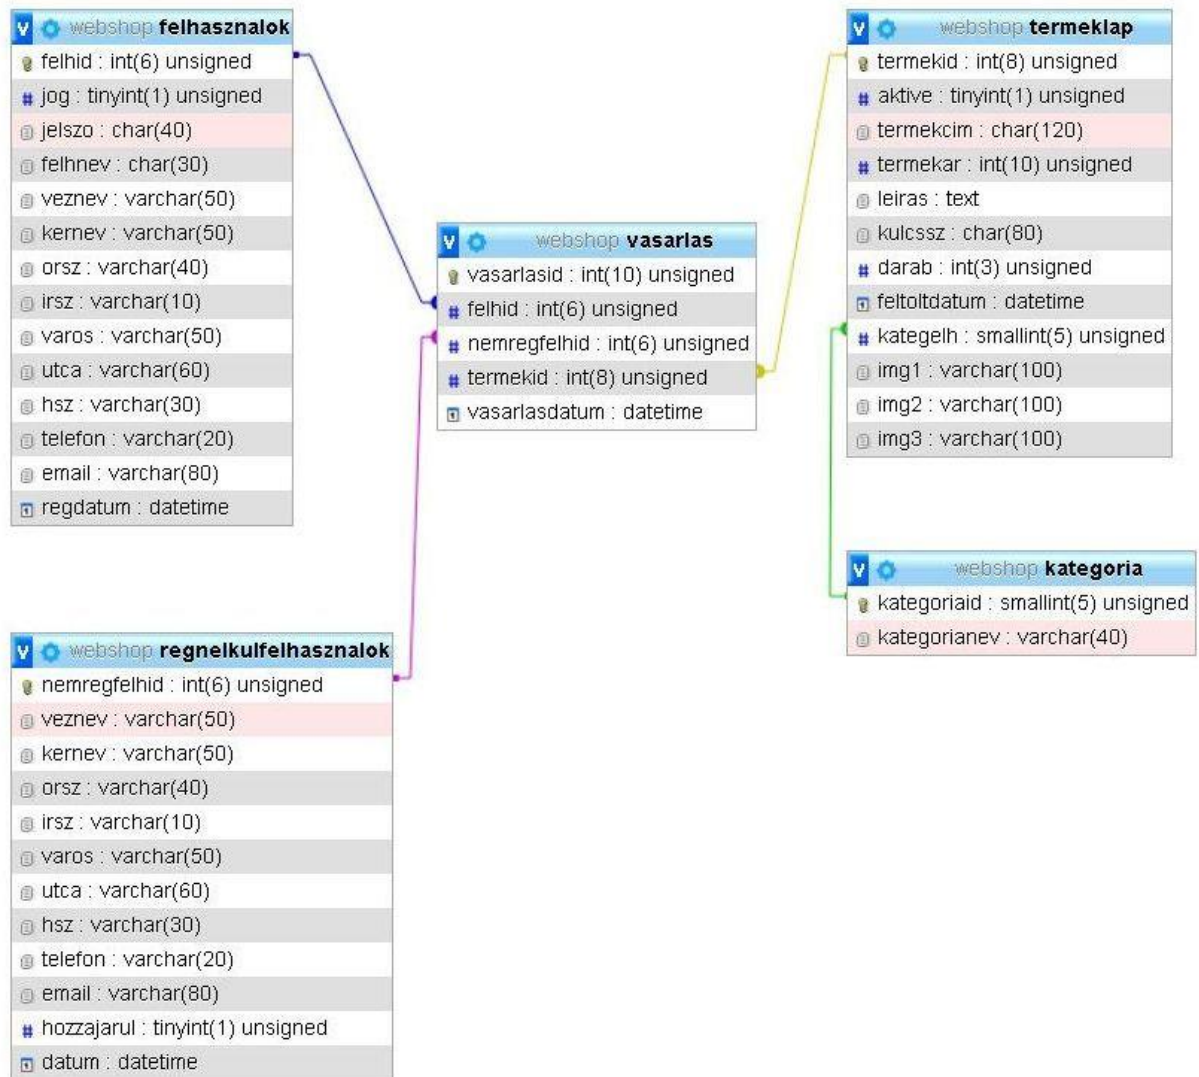 V webshop felhasznalok
felhid : int(6) unsigned
jog : tinyint(1) unsigned
jelszo : char(40)
felhnev : char(30)
veznev : varchar(50)
kernev : varchar(50)
orsz : varchar(40)
irsz : varchar(10)
varos : varchar(50)
utca : varchar(60)
hsz : varchar(30)
telefon : varchar(20)
email : varchar(80)
regdatum : datetime
V webshop regnelkulfelhasznalok
nemregfelhid : int(6) unsigned
veznev : varchar(50)
kernev : varchar(50)
orsz : varchar(40)
irsz : varchar(10)
varos : varchar(50)
utca : varchar(60)
hsz : varchar(30)
telefon : varchar(20)
email : varchar(80)
hozzajarul : tinyint(1) unsigned
datum : datetime
V webshop vasarlas
vasarlasid : int(10) unsigned
felhid : int(6) unsigned
nemregfelhid : int(6) unsigned
termekid : int(8) unsigned
vasarlasdatum : datetime
V webshop termeklap
termekid : int(8) unsigned
aktive : tinyint(1) unsigned
termekcim : char(120)
termekar : int(10) unsigned
leiras : text
kulcssz : char(80)
darab : int(3) unsigned
feltoltdatum : datetime
kategelh : smallint(5) unsigned
img1 : varchar(100)
img2 : varchar(100)
img3 : varchar(100)
V webshop kategoria
kategoriaid : smallint(5) unsigned
kategorianev : varchar(40)